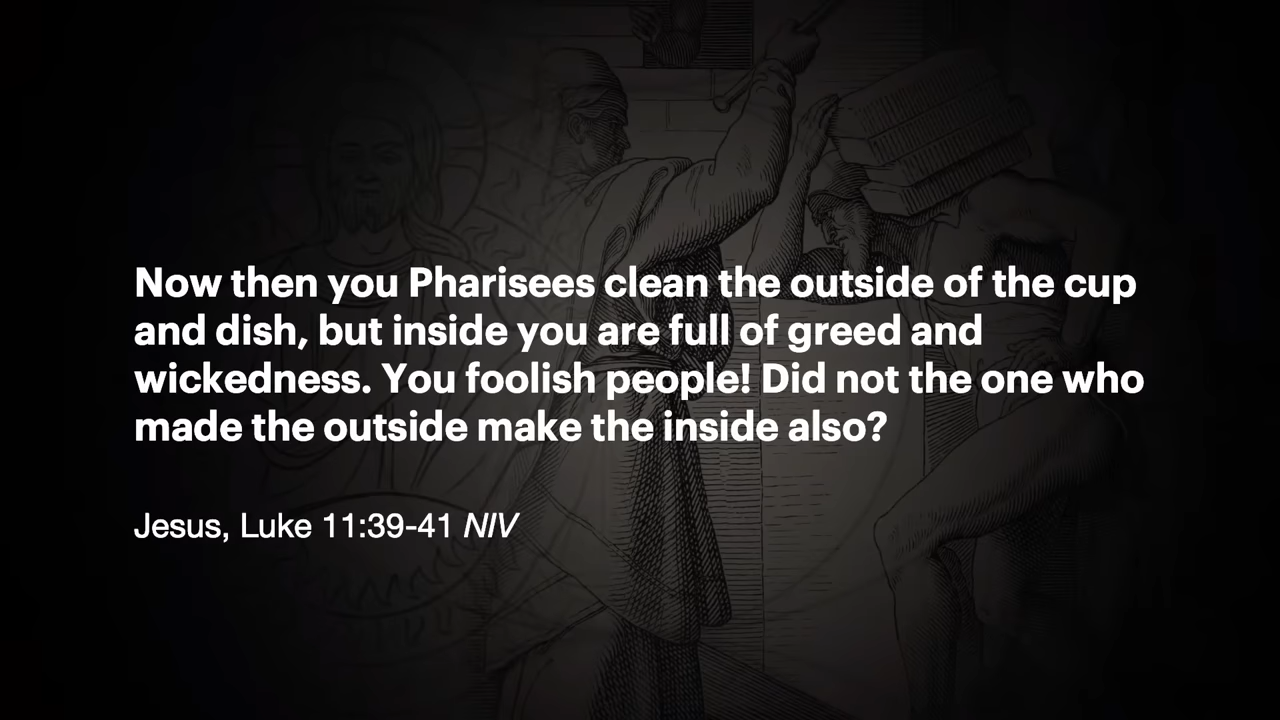 Now then you Pharisees clean the outside of the cup
and dish, but inside you are full of greed and
wickedness. You foolish people! Did not the one who
made the outside make the inside also?
Jesus, Luke 11:39-41 NIV